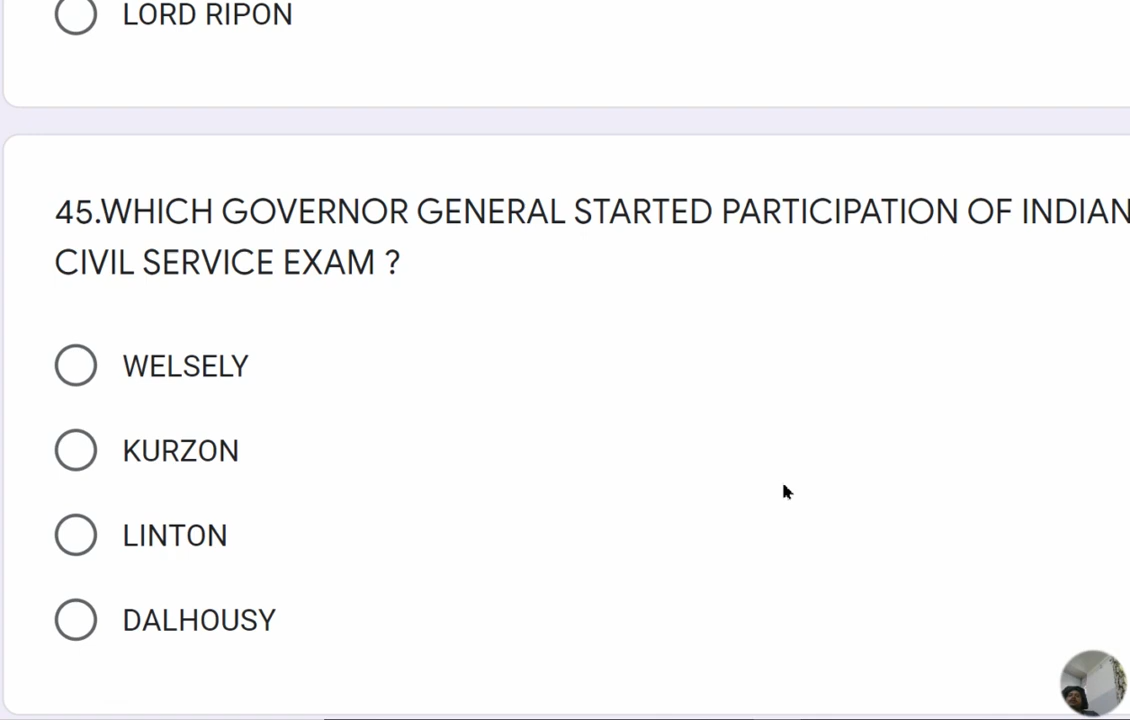 LORD RIPON
45.WHICH GOVERNOR GENERAL STARTED PARTICIPATION OF INDIAN
CIVIL SERVICE EXAM ?
WELSELY
KURZON
LINTON
DALHOUSY